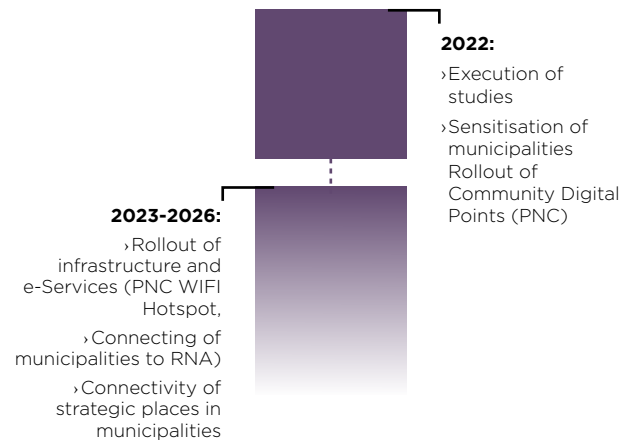 2022:
›Execution of
studies
›Sensitisation of
municipalities
Rollout of
Community Digital
Points (PNC)
2023-2026:
›Rollout of
infrastructure and
e-Services (PNC WIFI
Hotspot,
›Connecting of
municipalities to RNA)
›Connectivity of
strategic places in
municipalities